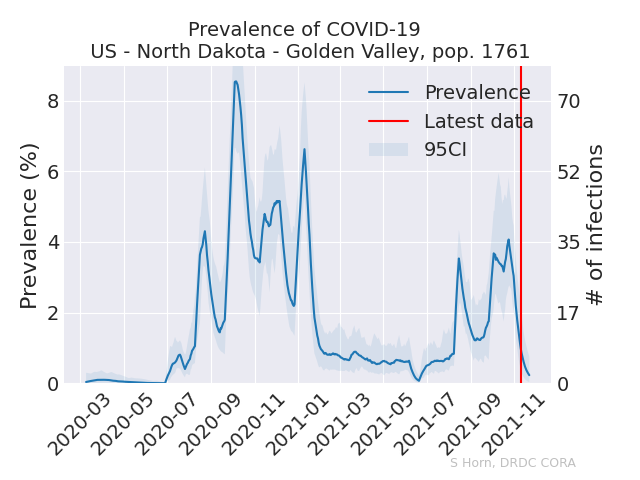 Prevalence of COVID-19
US - North Dakota - Golden Valley, pop. 1761
Prevalence (%)
8
6
4
2
0
Prevalence
Latest data
95CI
70
52
35
17
0
# of infections
2020-03
2020-05
2020-07
2020-09
2020-11
2021-01
2021-03
2021-05
2021-07
2021-09
2021-11
S Horn, DRDC CORA